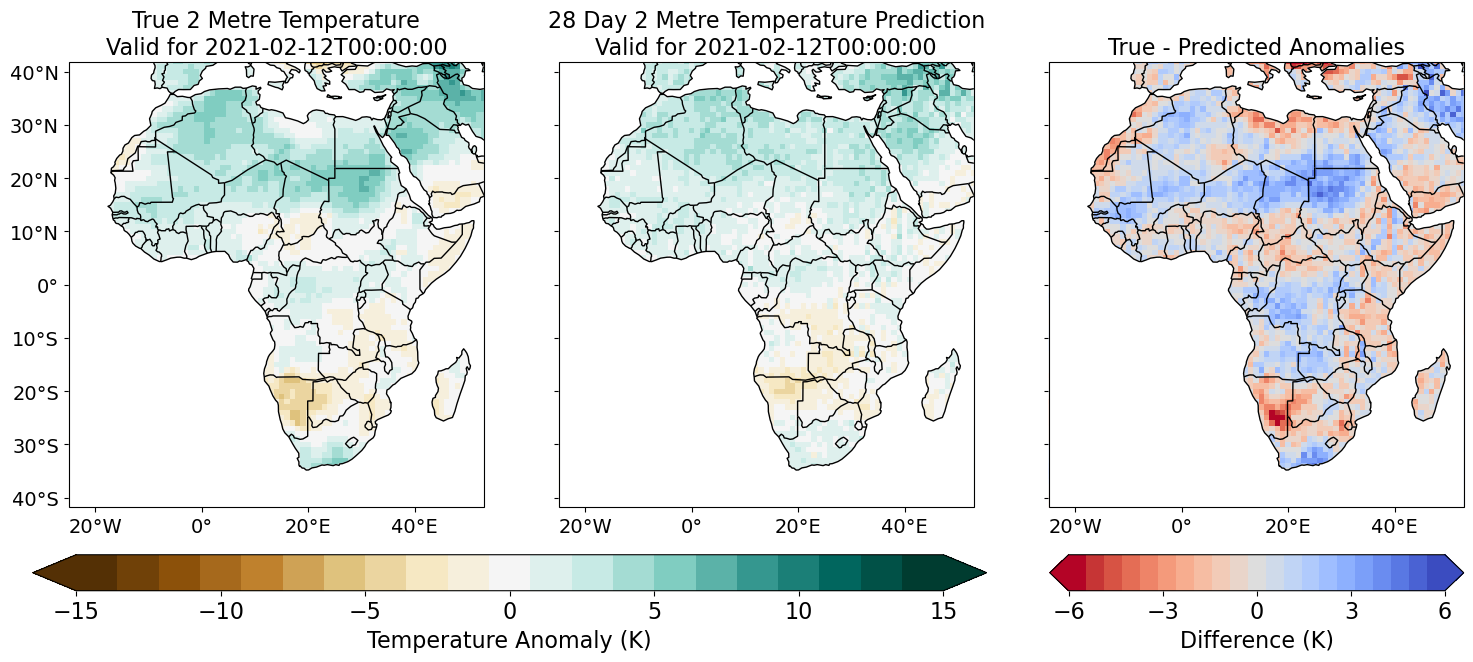 True 2 Metre Temperature
Valid for 2021-02-12T00:00:00
28 Day 2 Metre Temperature Prediction
Valid for 2021-02-12T00:00:00
True - Predicted Anomalies
40°N
30°N
20°N
10°N
0°
10°S
20°S
30°S
40°S
20°W 0° 20°E 40°E
20°W 0° 20°E 40°E
20°W 0° 20°E 40°E
−15 −10 −5 0 5 10 15
Temperature Anomaly (K)
−6 −3 0 3 6
Difference (K)